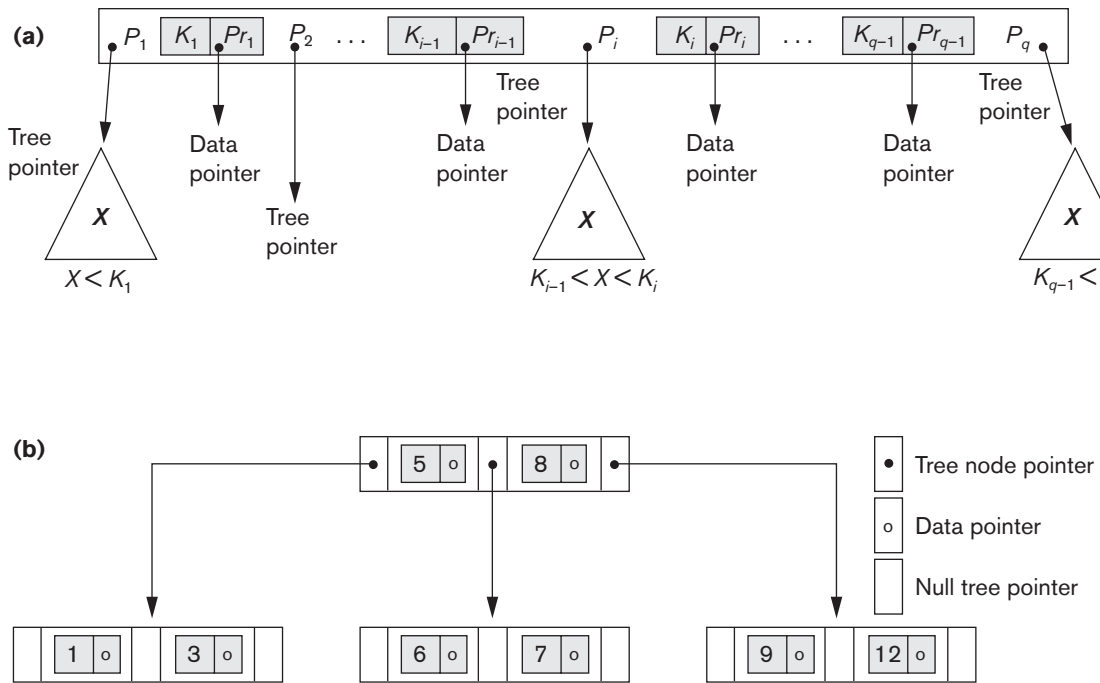 (a)
P1 K1 Pr1 P2 . . . Ki–1 Pri–1 Pi Ki Pri . . . Kq–1 Prq–1 Pq
Tree pointer
Data pointer
Tree pointer
Data pointer
Tree pointer
Data pointer
Data pointer
Tree pointer
X
X
X
X < K1
Ki–1 < X < Ki
Kq–1 <
(b)
5 o 8 o
Tree node pointer
o Data pointer
Null tree pointer
1 o 3 o
6 o 7 o
9 o 12 o